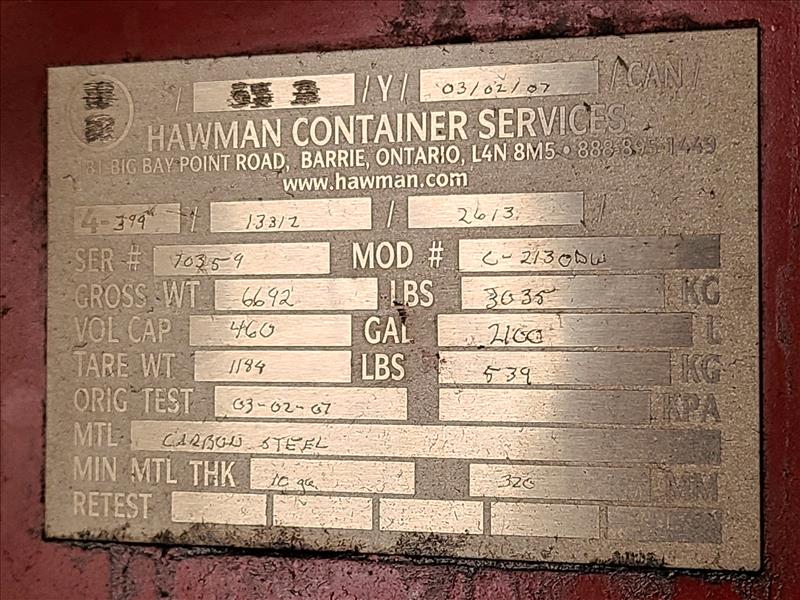 / /Y/ 03/02/07 /CAN/
HAWMAN CONTAINER SERVICES
BIG BAY POINT ROAD, BARRIE, ONTARIO, L4N 8M5 • 888-895-1449
www.hawman.com
/ 13312 / 2613 /
SER # 70359 MOD # C-2130DW
GROSS WT 6692 LBS 3035 KG
VOL CAP 460 GAL 2100 L
TARE WT 1184 LBS 539 KG
ORIG TEST 03-02-07 KPA
MTL CARBON STEEL
MIN MTL THK 10 ga 320 MM
RETEST